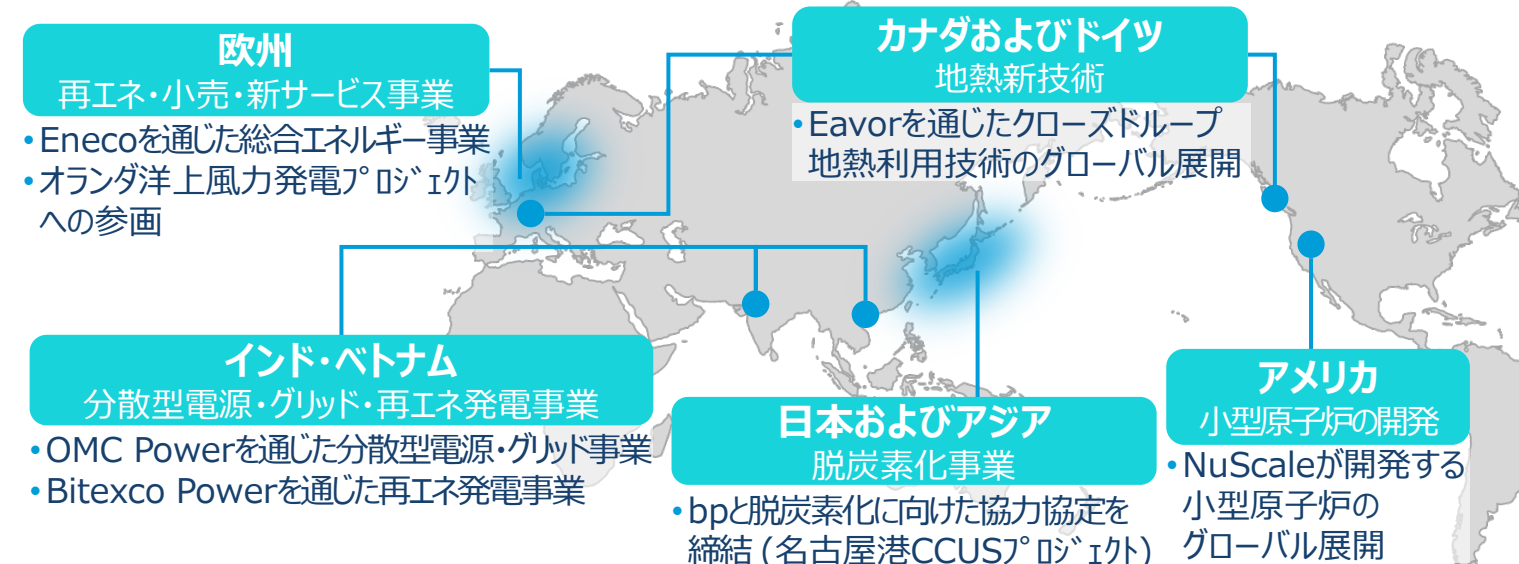 欧州
再エネ・小売・新サービス事業
•Enecoを通じた総合エネルギー事業
•オランダ洋上風力発電ﾌﾟﾛｼﾞｪｸﾄ
への参画
カナダおよびドイツ
地熱新技術
•Eavorを通じたクローズドループ
地熱利用技術のグローバル展開
インド・ベトナム
分散型電源・グリッド・再エネ発電事業
•OMC Powerを通じた分散型電源・グリッド事業
•Bitexco Powerを通じた再エネ発電事業
日本およびアジア
脱炭素化事業
•bpと脱炭素化に向けた協力協定を
締結(名古屋港CCUSﾌﾟﾛｼﾞｪｸﾄ)
アメリカ
小型原子炉の開発
•NuScaleが開発する
小型原子炉の
グローバル展開